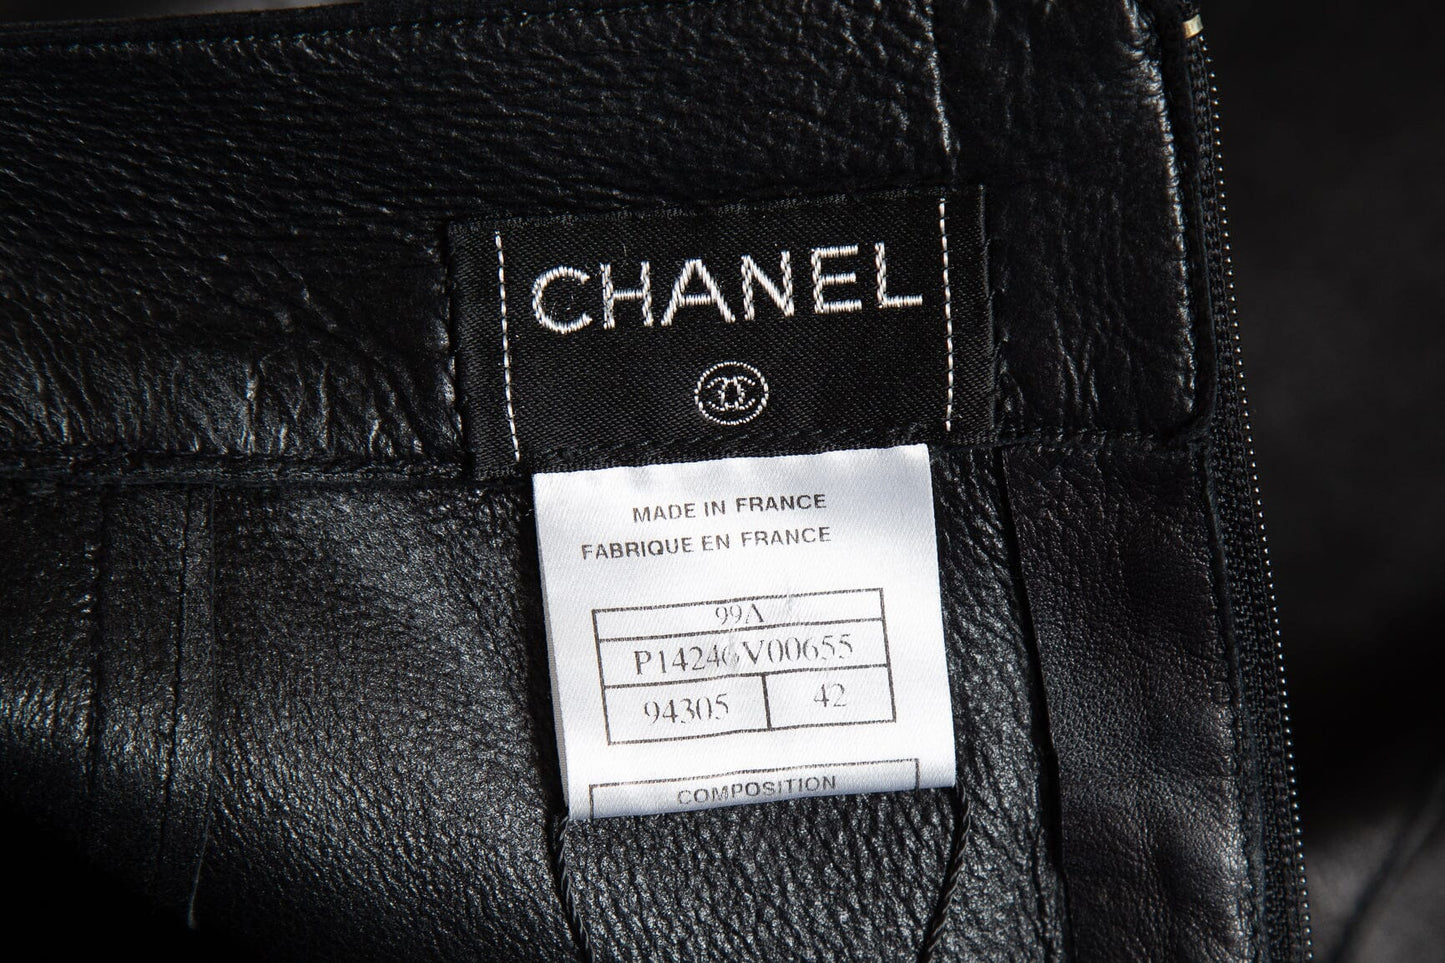 CHANEL
MADE IN FRANCE
FABRIQUE EN FRANCE
99A
P14246V00655
94305 42
COMPOSITION